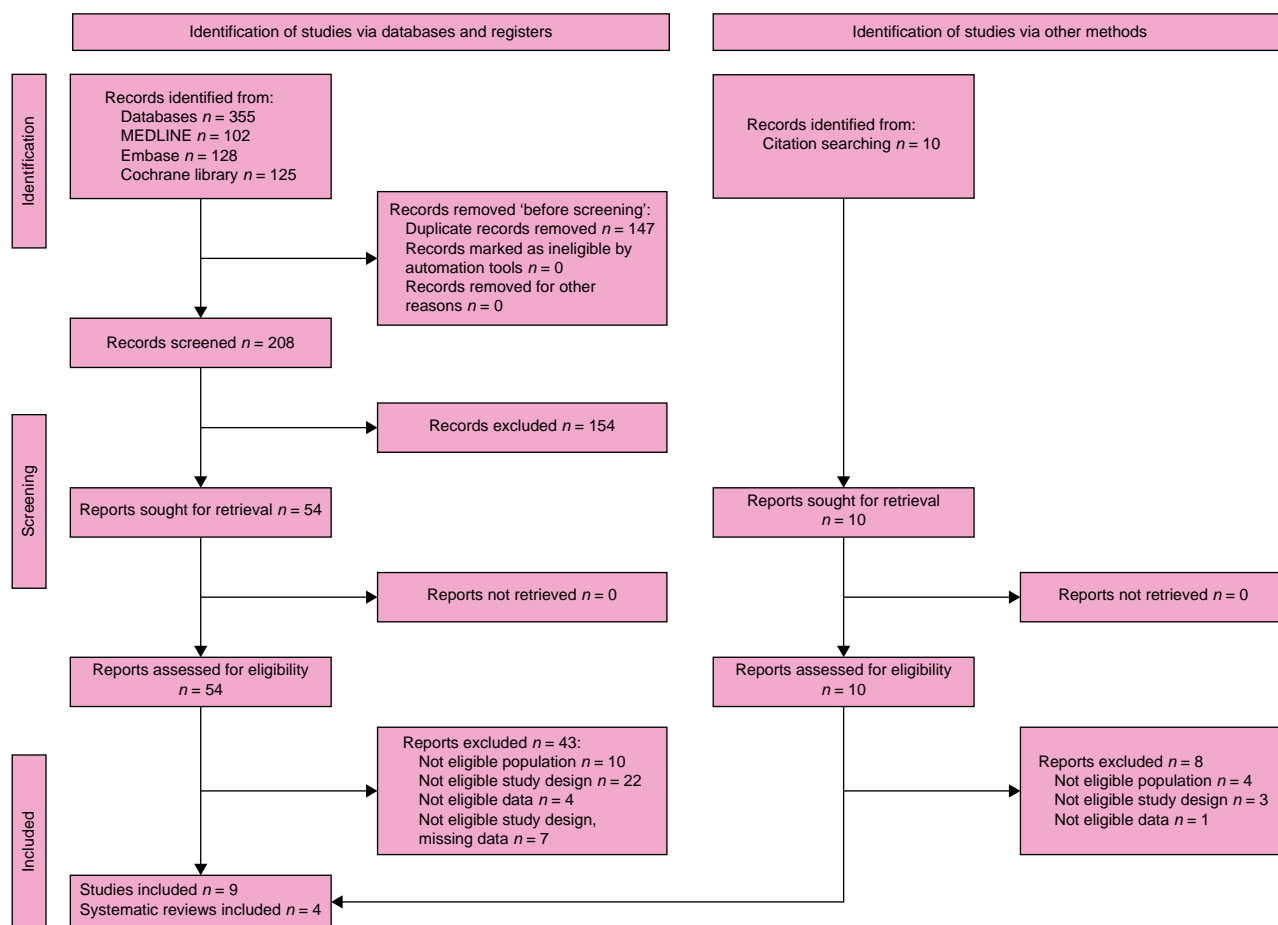 Identification of studies via databases and registers
Identification of studies via other methods
Identification
Records identified from:
Databases n = 355
MEDLINE n = 102
Embase n = 128
Cochrane library n = 125
Records identified from:
Citation searching n = 10
Records removed ‘before screening’:
Duplicate records removed n = 147
Records marked as ineligible by
automation tools n = 0
Records removed for other
reasons n = 0
Records screened n = 208
Screening
Records excluded n = 154
Reports sought for retrieval n = 54
Reports sought for retrieval
n = 10
Reports not retrieved n = 0
Reports not retrieved n = 0
Reports assessed for eligibility
n = 54
Reports assessed for eligibility
n = 10
Included
Reports excluded n = 43:
Not eligible population n = 10
Not eligible study design n = 22
Not eligible data n = 4
Not eligible study design,
missing data n = 7
Reports excluded n = 8
Not eligible population n = 4
Not eligible study design n = 3
Not eligible data n = 1
Studies included n = 9
Systematic reviews included n = 4